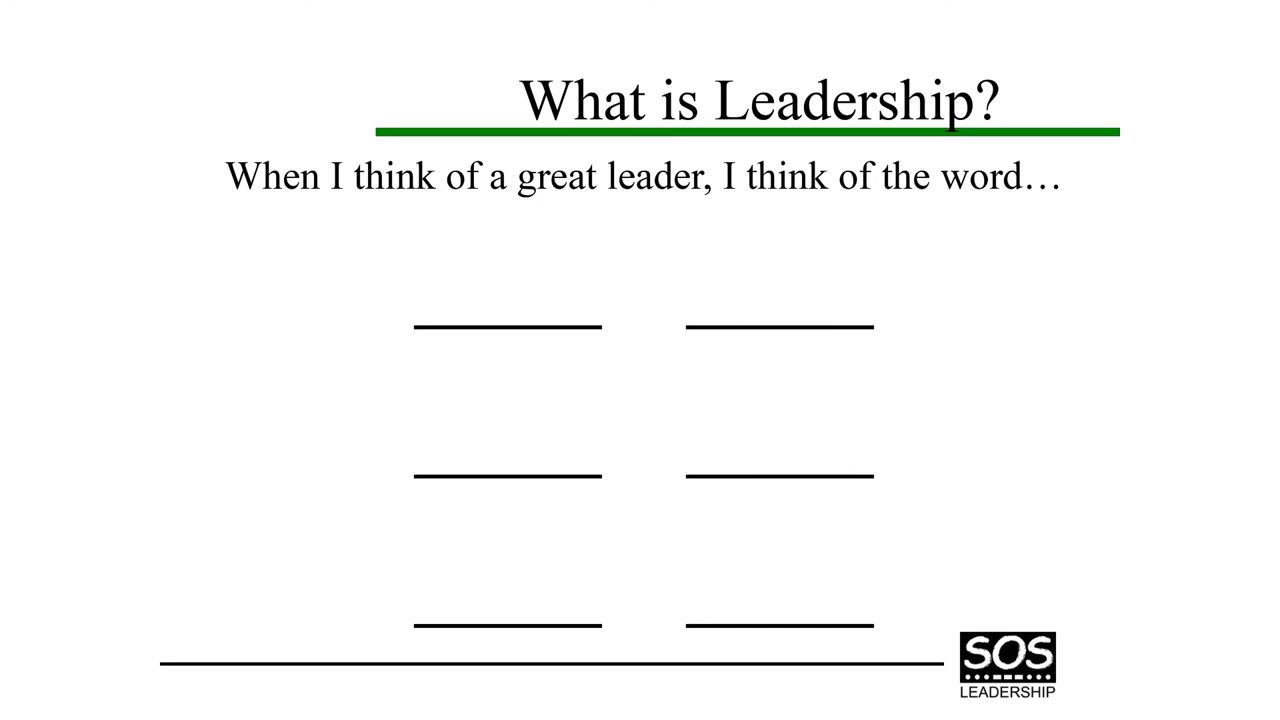 What is Leadership?
When I think of a great leader, I think of the word…
SOS
LEADERSHIP